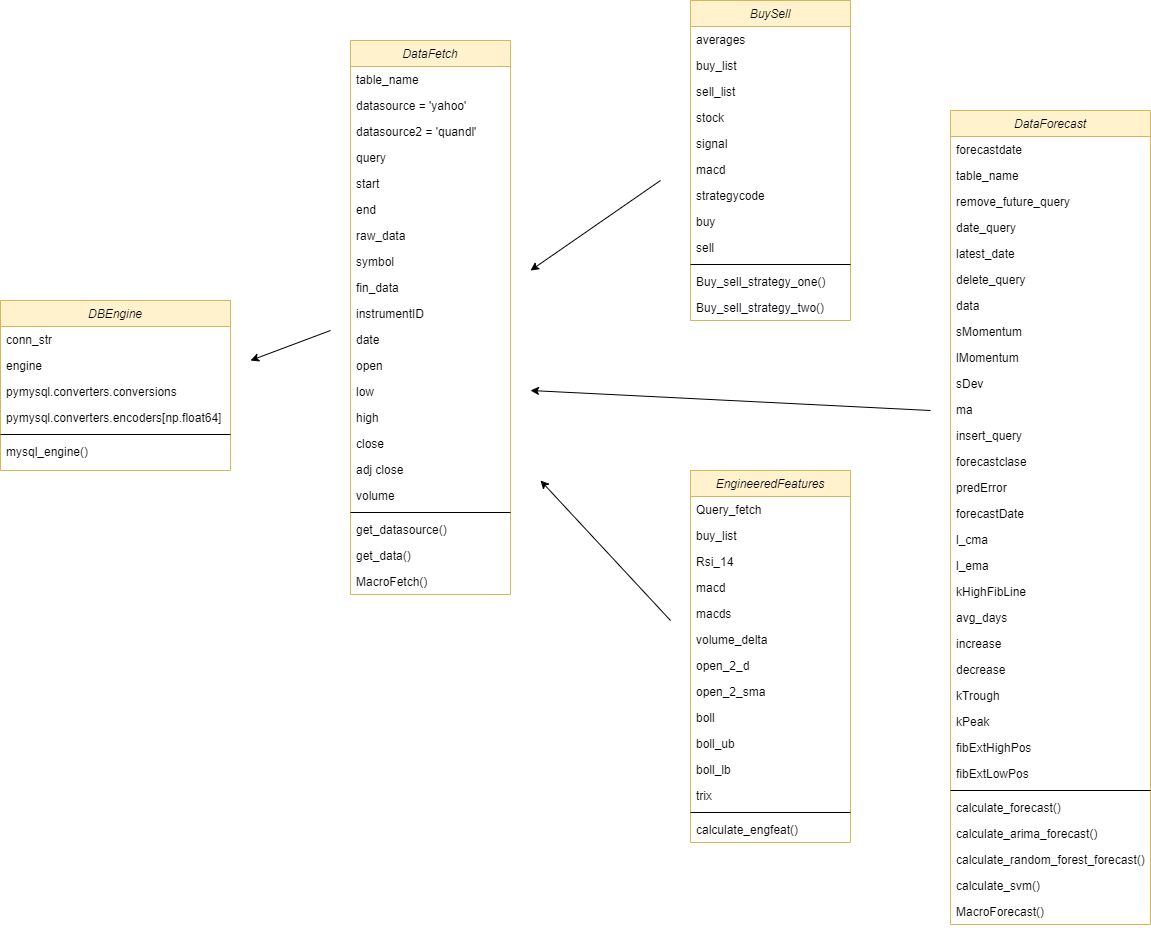 DBEngine
conn_str
engine
pymysql.converters.conversions
pymysql.converters.encoders[np.float64]
mysql_engine()
DataFetch
table_name
datasource = 'yahoo'
datasource2 = 'quandl'
query
start
end
raw_data
symbol
fin_data
instrumentID
date
open
low
high
close
adj close
volume
get_datasource()
get_data()
MacroFetch()
BuySell
averages
buy_list
sell_list
stock
signal
macd
strategycode
buy
sell
Buy_sell_strategy_one()
Buy_sell_strategy_two()
EngineeredFeatures
Query_fetch
buy_list
Rsi_14
macd
macds
volume_delta
open_2_d
open_2_sma
boll
boll_ub
boll_lb
trix
calculate_engfeat()
DataForecast
forecastdate
table_name
remove_future_query
date_query
latest_date
delete_query
data
sMomentum
lMomentum
sDev
ma
insert_query
forecastclase
predError
forecastDate
l_cma
l_ema
kHighFibLine
avg_days
increase
decrease
kTrough
kPeak
fibExtHighPos
fibExtLowPos
calculate_forecast()
calculate_arima_forecast()
calculate_random_forest_forecast()
calculate_svm()
MacroForecast()